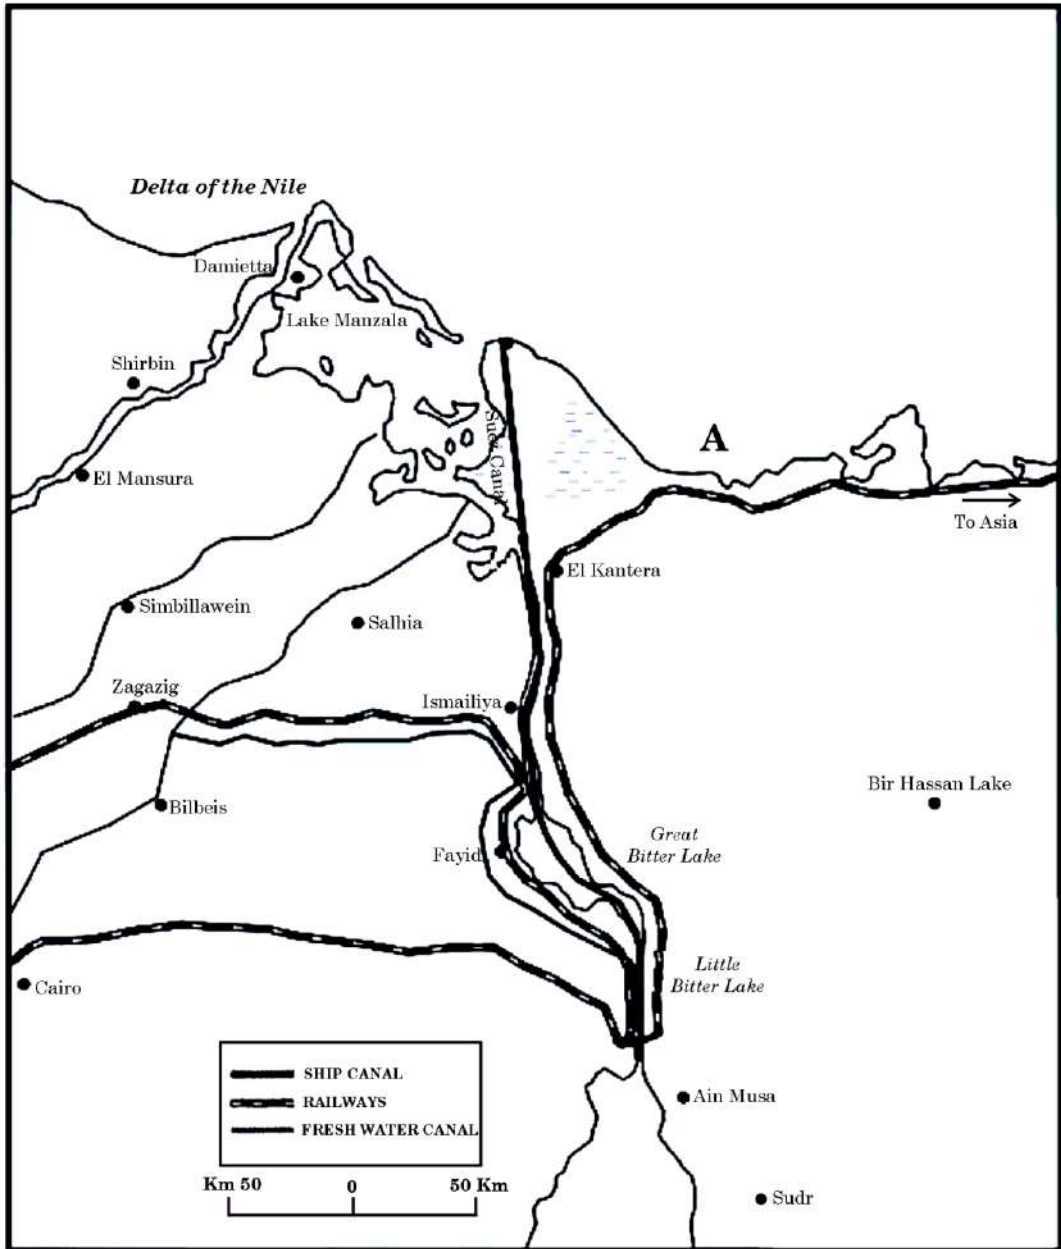 Delta of the Nile
Damietta
Lake Manzala
Shirbin
Suez Canal
A
El Mansura
To Asia
El Kantera
Simbillawein
Salhia
Zagazig
Ismailiya
Bir Hassan Lake
Bilbeis
Great
Bitter Lake
Fayid
Little
Bitter Lake
Cairo
SHIP CANAL
RAILWAYS
FRESH WATER CANAL
Ain Musa
Km 50 0 50 Km
Sudr